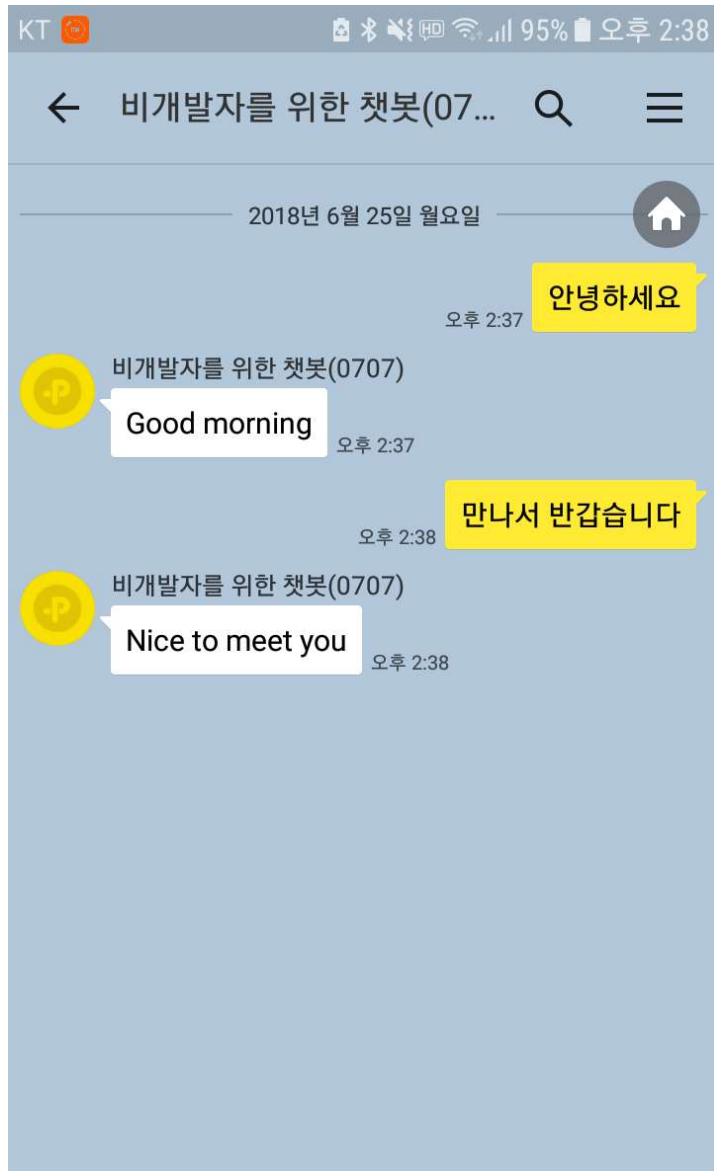 KT 95% 오후 2:38
비개발자를 위한 챗봇(07...
2018년 6월 25일 월요일
안녕하세요
오후 2:37
비개발자를 위한 챗봇(0707)
Good morning
오후 2:37
만나서 반갑습니다
오후 2:38
비개발자를 위한 챗봇(0707)
Nice to meet you
오후 2:38